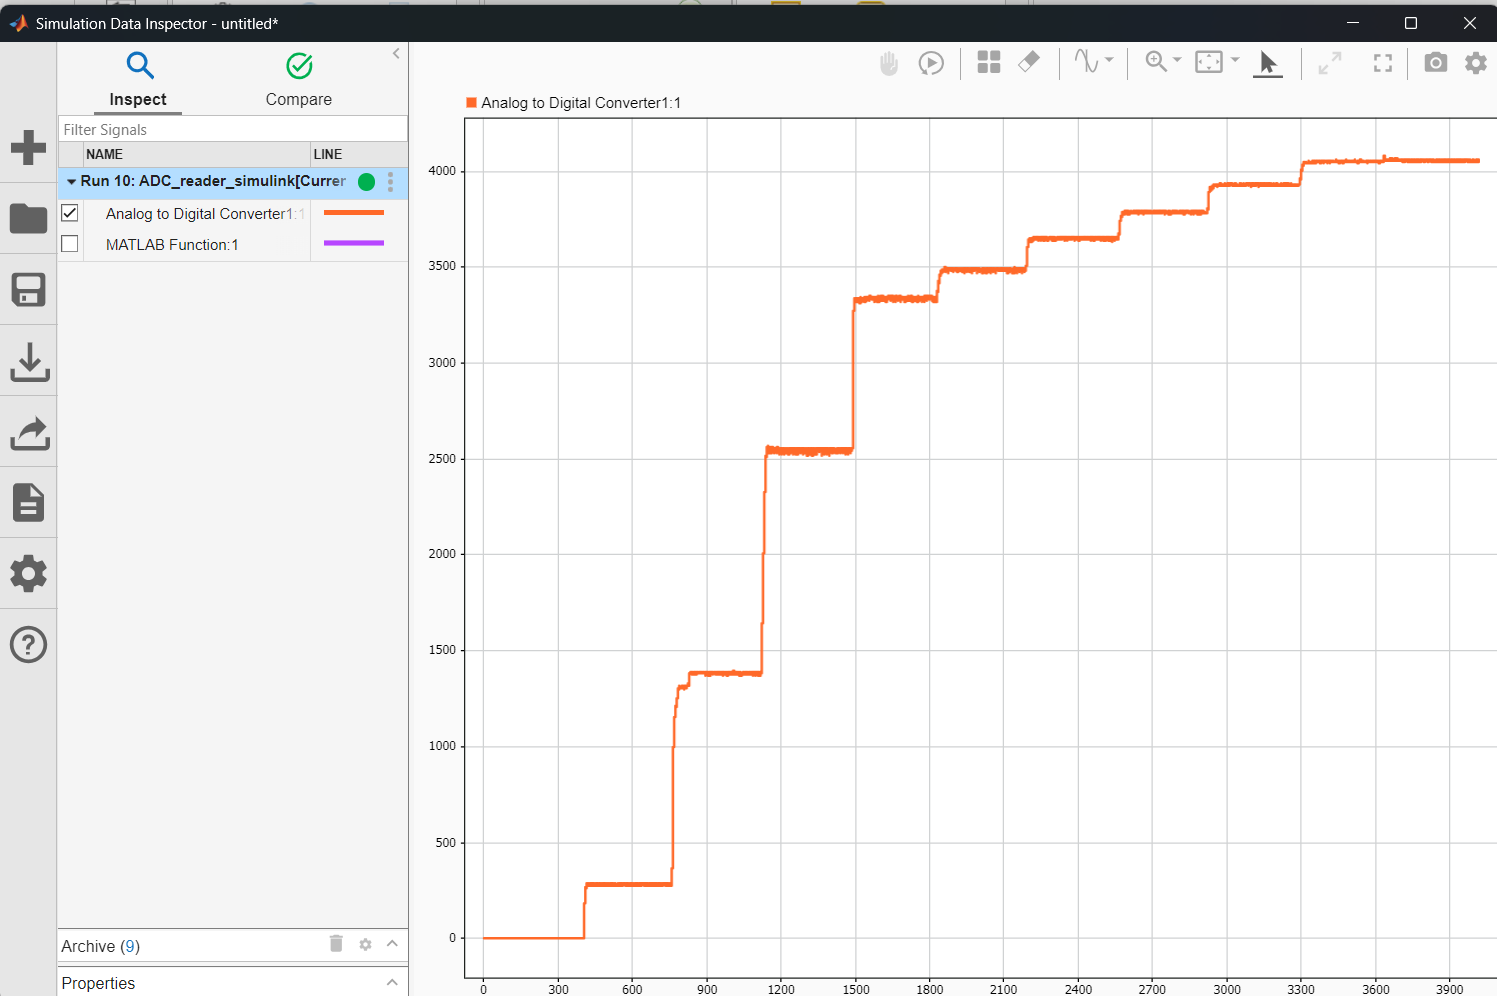 Simulation Data Inspector - untitled*
Inspect
Compare
Filter Signals
NAME
LINE
Run 10: ADC_reader_simulink[Currer
Analog to Digital Converter1:1
MATLAB Function:1
Archive (9)
Properties
Analog to Digital Converter1:1
4000
3500
3000
2500
2000
1500
1000
500
0
0 300 600 900 1200 1500 1800 2100 2400 2700 3000 3300 3600 3900